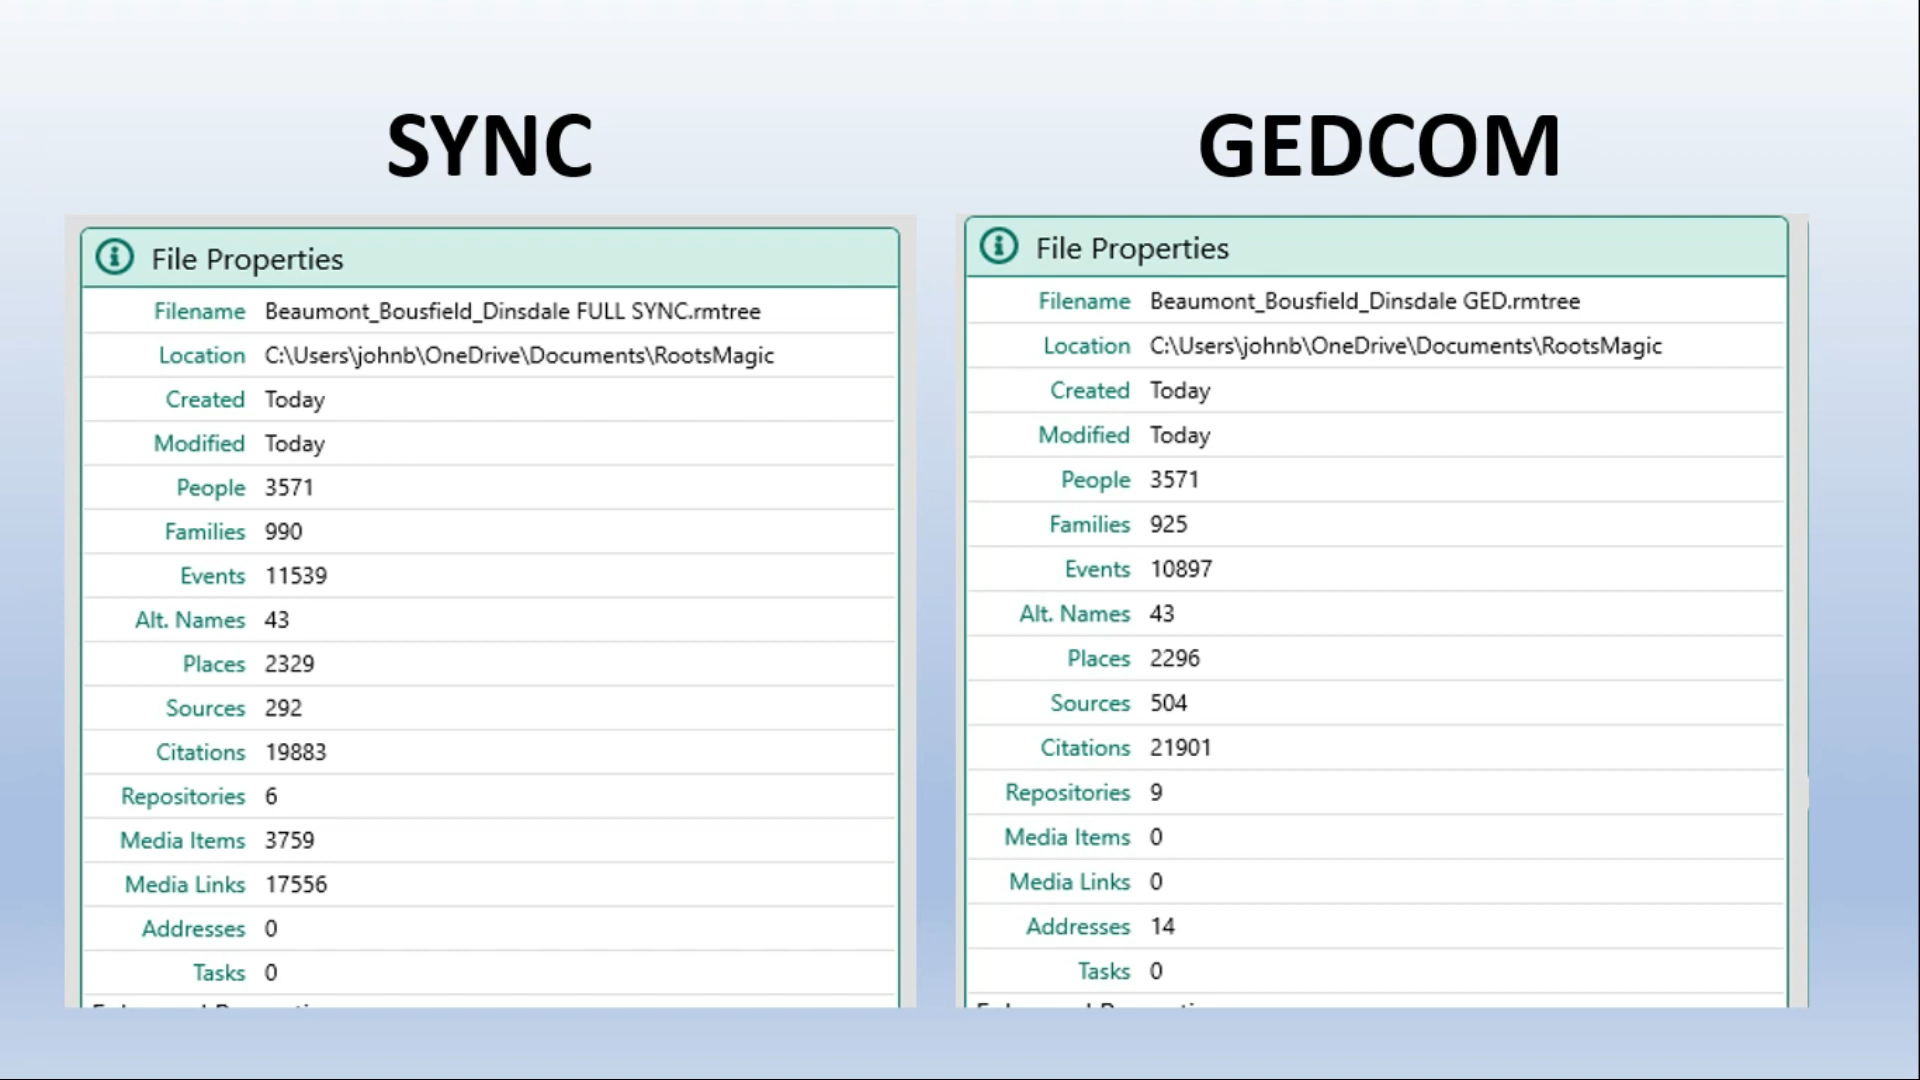 SYNC
File Properties
Filename Beaumont_Bousfield_Dinsdale FULL SYNC.rmtree
Location C:\Users\johnb\OneDrive\Documents\RootsMagic
Created Today
Modified Today
People 3571
Families 990
Events 11539
Alt. Names 43
Places 2329
Sources 292
Citations 19883
Repositories 6
Media Items 3759
Media Links 17556
Addresses 0
Tasks 0
GEDCOM
File Properties
Filename Beaumont_Bousfield_Dinsdale GED.rmtree
Location C:\Users\johnb\OneDrive\Documents\RootsMagic
Created Today
Modified Today
People 3571
Families 925
Events 10897
Alt. Names 43
Places 2296
Sources 504
Citations 21901
Repositories 9
Media Items 0
Media Links 0
Addresses 14
Tasks 0